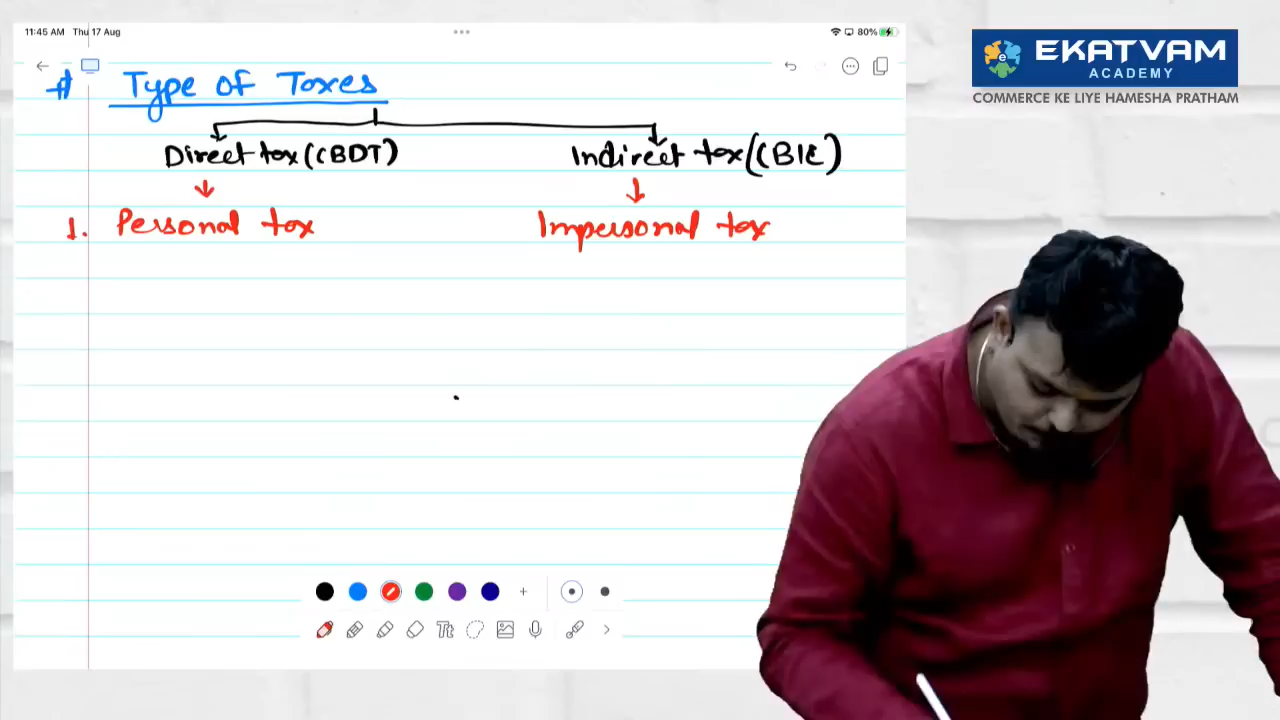 11:45 AM Thu 17 Aug
80%
EKATVAM
ACADEMY
COMMERCE KE LIYE HAMESHA PRATHAM
# Type of Taxes
Direct tax (CBDT) Indirect tax (CBIC)
1. Personal tax Impersonal tax
Tt